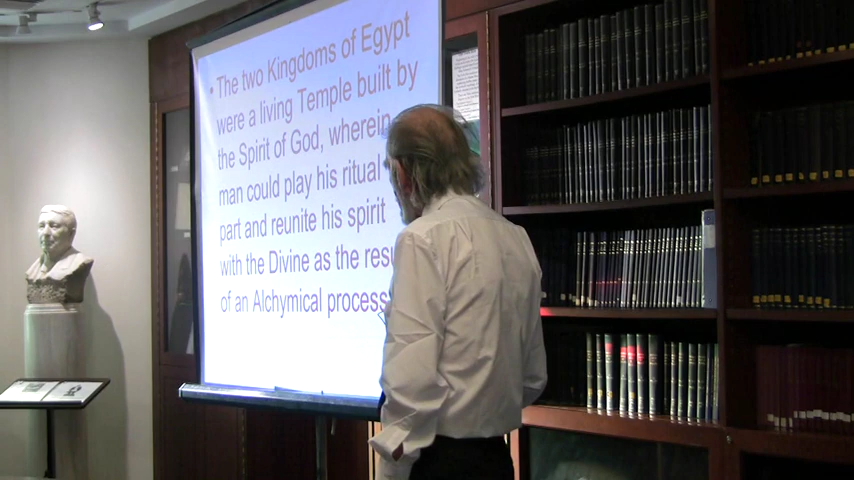 • The two Kingdoms of Egypt
were a living Temple built by
the Spirit of God, wherein
man could play his ritual
part and reunite his spirit
with the Divine as the
of an Alchymical process